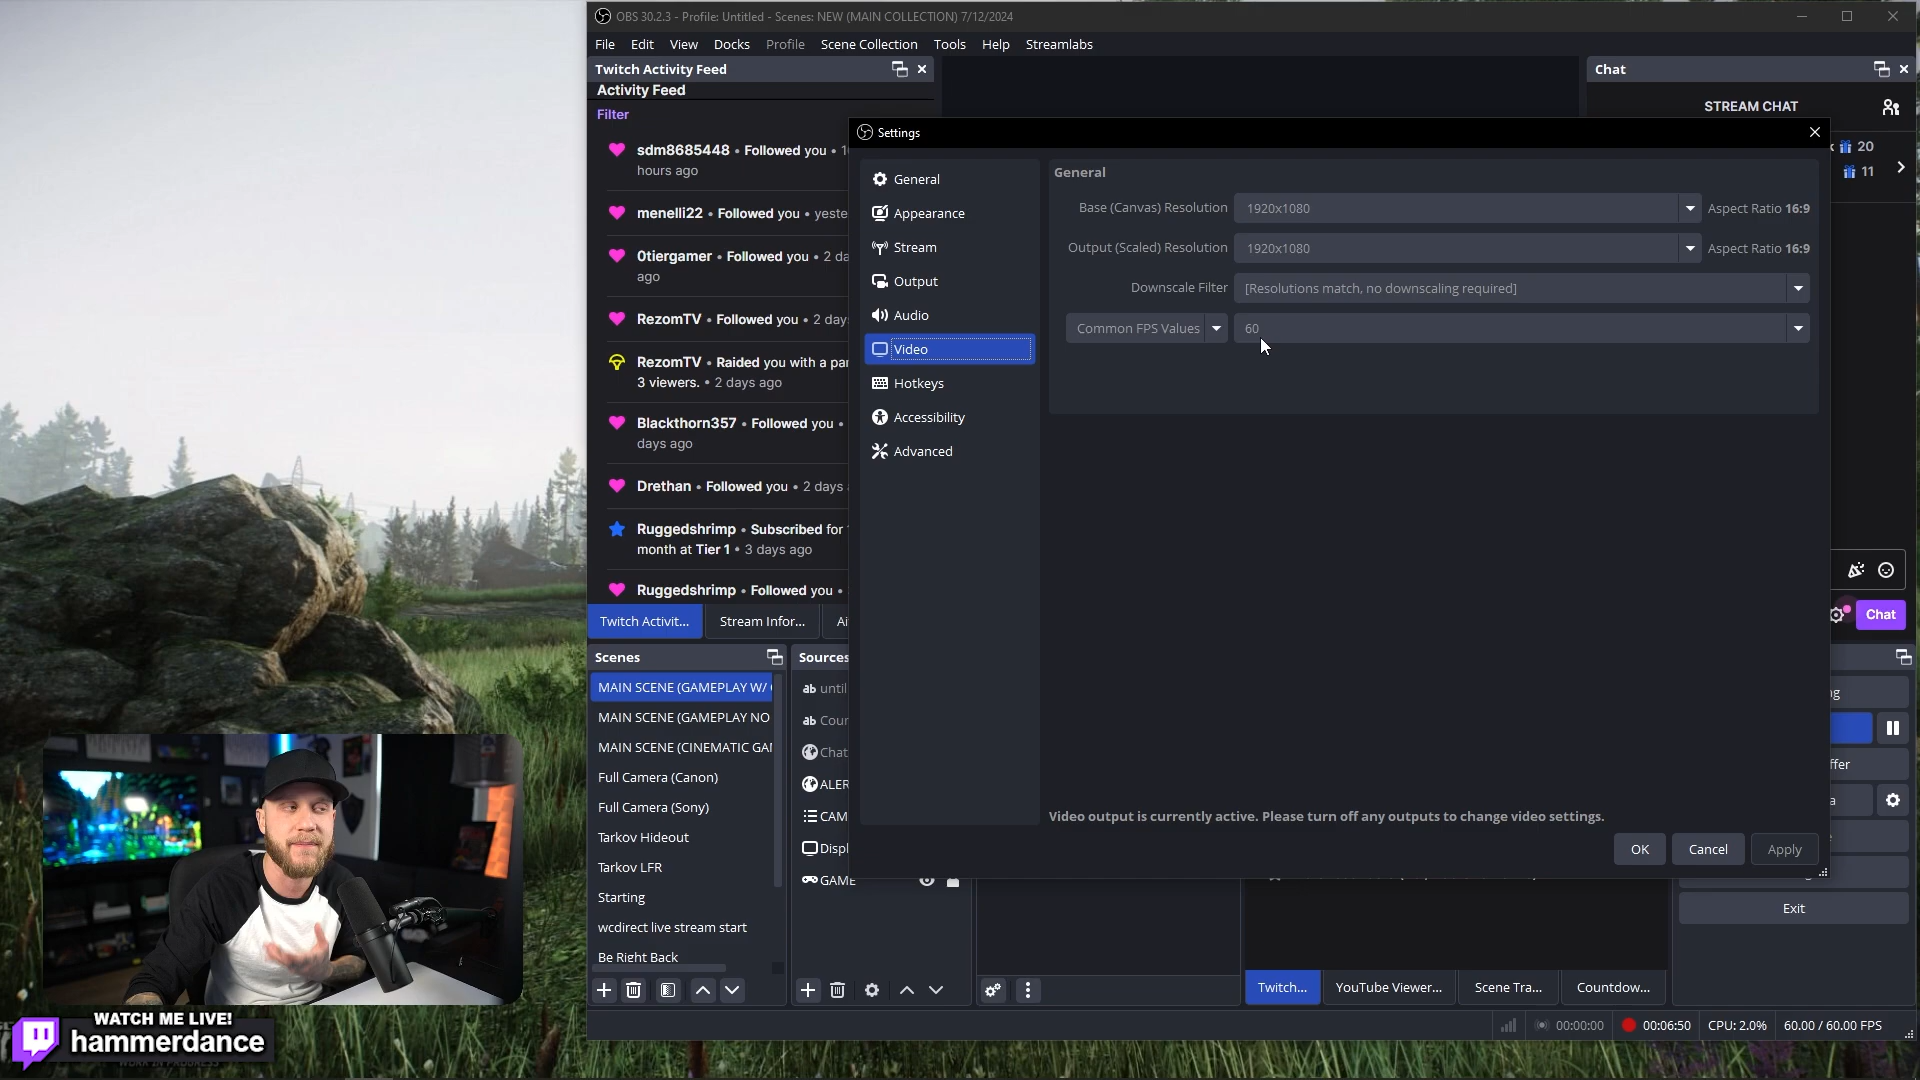 OBS 30.2.3 - Profile: Untitled - Scenes: NEW (MAIN COLLECTION) 7/12/2024
File Edit View Docks Profile Scene Collection Tools Help Streamlabs
Twitch Activity Feed
Activity Feed
Filter
sdm8685448 • Followed you •
hours ago
menelli22 • Followed you •
0tiergamer • Followed you • 2
ago
RezomTV • Followed you • 2
RezomTV • Raided you with a
3 viewers. • 2 days ago
Blackthorn357 • Followed you •
days ago
Drethan • Followed you • 2 days
Ruggedshrimp • Subscribed for
month at Tier 1 • 3 days ago
Ruggedshrimp • Followed you •
Twitch Activit...
Stream Infor...
Chat
STREAM CHAT
20
11
Chat
Settings
General
Appearance
Stream
Output
Audio
Video
Hotkeys
Accessibility
Advanced
General
Base (Canvas) Resolution 1920x1080 Aspect Ratio 16:9
Output (Scaled) Resolution 1920x1080 Aspect Ratio 16:9
Downscale Filter [Resolutions match, no downscaling required]
Common FPS Values 60
Video output is currently active. Please turn off any outputs to change video settings.
OK Cancel Apply
Scenes
MAIN SCENE (GAMEPLAY W/
MAIN SCENE (GAMEPLAY NO
MAIN SCENE (CINEMATIC
Full Camera (Canon)
Full Camera (Sony)
Tarkov Hideout
Tarkov LFR
Starting
wcdirect live stream start
Be Right Back
Sources
ab until
ab
Chat
GAME
Exit
Twitch...
YouTube Viewer...
Scene Tra...
Countdow...
00:00:00
00:06:50
CPU: 2.0%
60.00 / 60.00 FPS
WATCH ME LIVE!
hammerdance